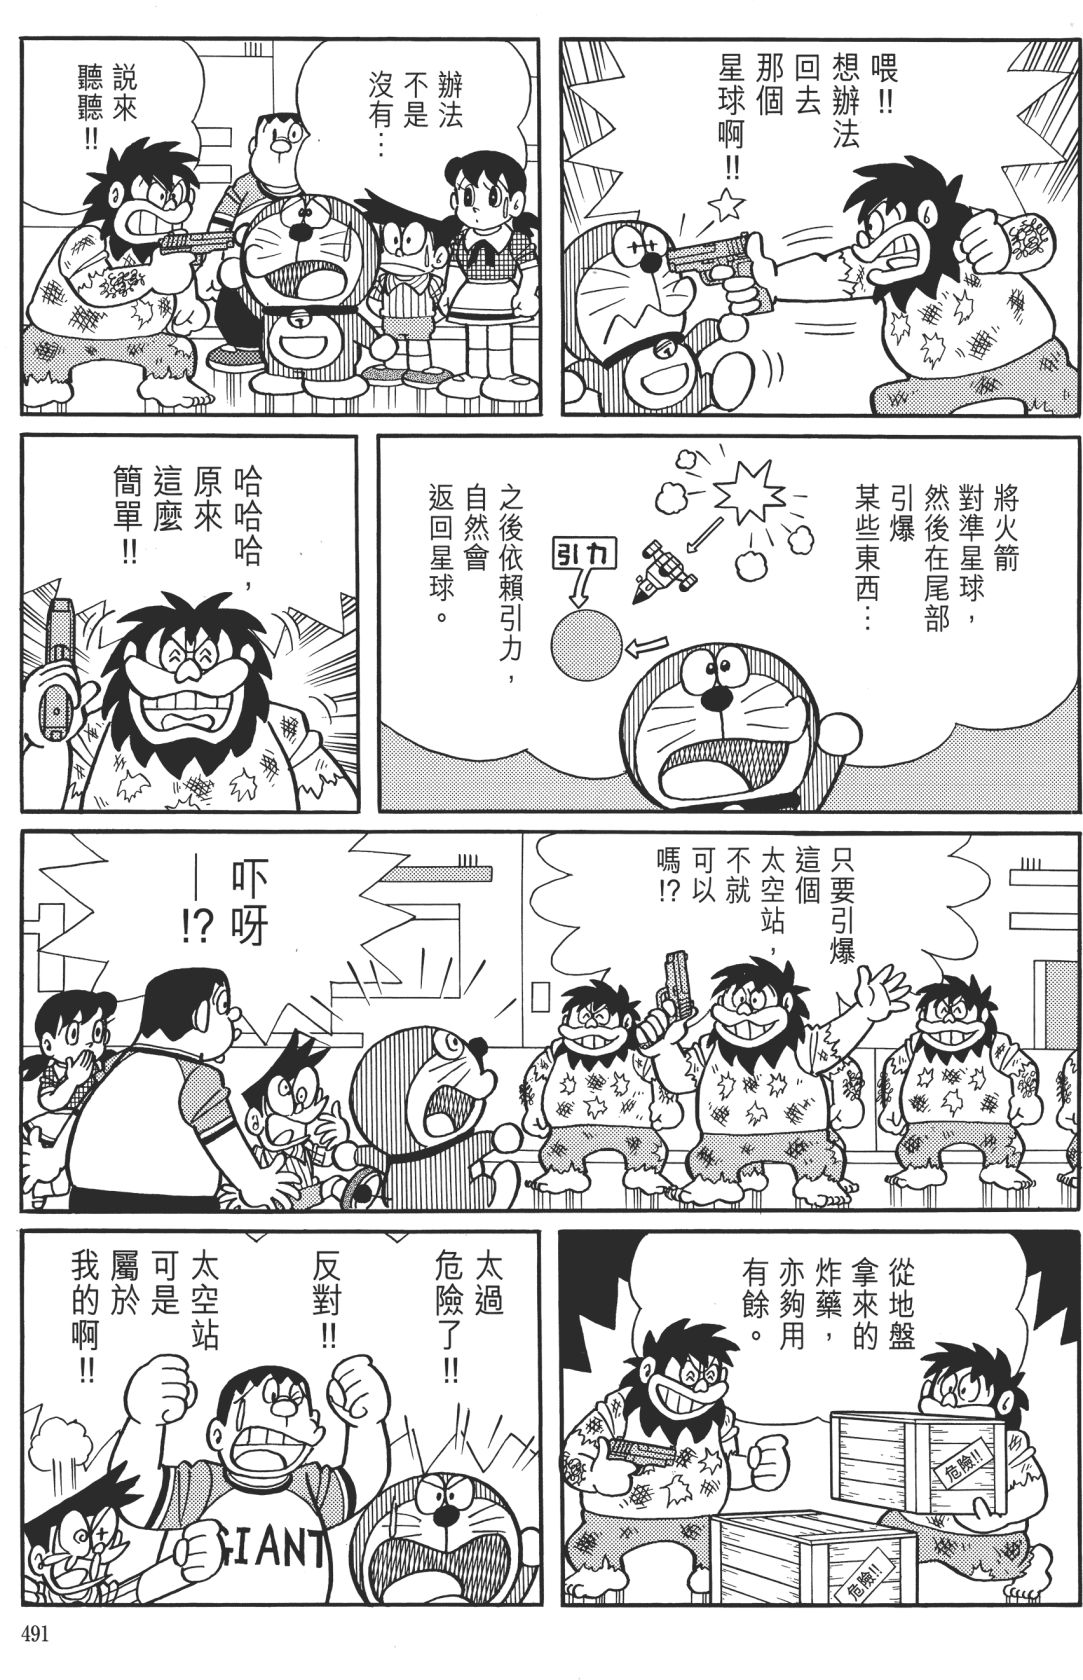 喂!!
想辦法
回去
那個
星球啊!!
辦法
不是
沒有…
說來
聽聽!!
將火箭
對準星球，
然後在尾部
引爆
某些東西…
引力
之後依賴引力，
自然會
返回星球。
哈哈哈，
原來
這麼
簡單!!
只要引爆
這個
太空站，
不就
可以
嗎!?
吓呀
—!?
從地盤
拿來的
炸藥，
亦夠用
有餘。
危險!!
危險!!
太過
危險了!!
反對!!
太空站
可是
屬於
我的啊!!
GIANT
491